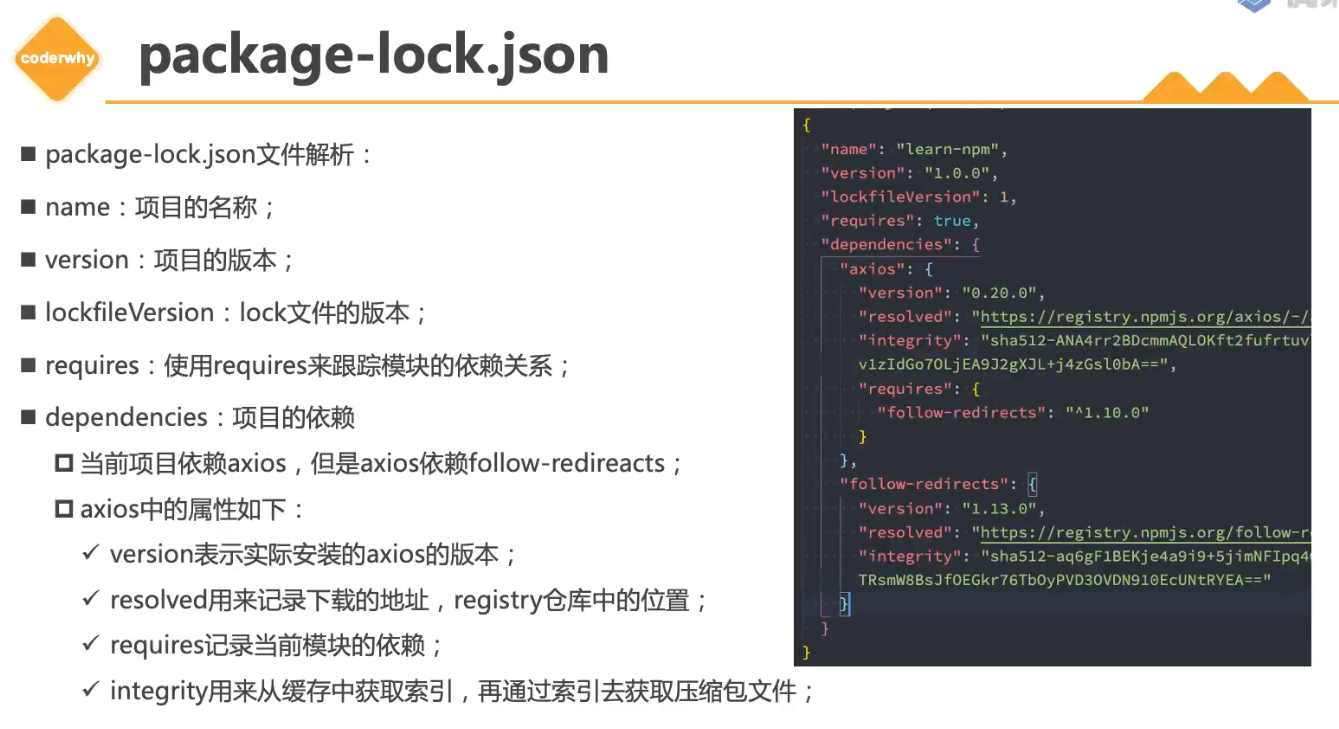 coderwhy
package-lock.json
package-lock.json文件解析：
name：项目的名称；
version：项目的版本；
lockfileVersion：lock文件的版本；
requires：使用requires来跟踪模块的依赖关系；
dependencies：项目的依赖
当前项目依赖axios，但是axios依赖follow-redireacts；
axios中的属性如下：
version表示实际安装的axios的版本；
resolved用来记录下载的地址，registry仓库中的位置；
requires记录当前模块的依赖；
integrity用来从缓存中获取索引，再通过索引去获取压缩包文件；
{
"name": "learn-npm",
"version": "1.0.0",
"lockfileVersion": 1,
"requires": true,
"dependencies": {
"axios": {
"version": "0.20.0",
"resolved": "https://registry.npmjs.org/axios/-/
"integrity": "sha512-ANA4rr2BDcmmAQLOKft2fufrtuv
v1zIdGo7OLjEA9J2gXJL+j4zGsl0bA==",
"requires": {
"follow-redirects": "^1.10.0"
}
},
"follow-redirects": {
"version": "1.13.0",
"resolved": "https://registry.npmjs.org/follow-r
"integrity": "sha512-aq6gF1BEKje4a9i9+5jimNFIpq4
TRsmW8BsJfOEGkr76TbOyPVD3OVDN910EcUNtRYEA=="
}
}
}